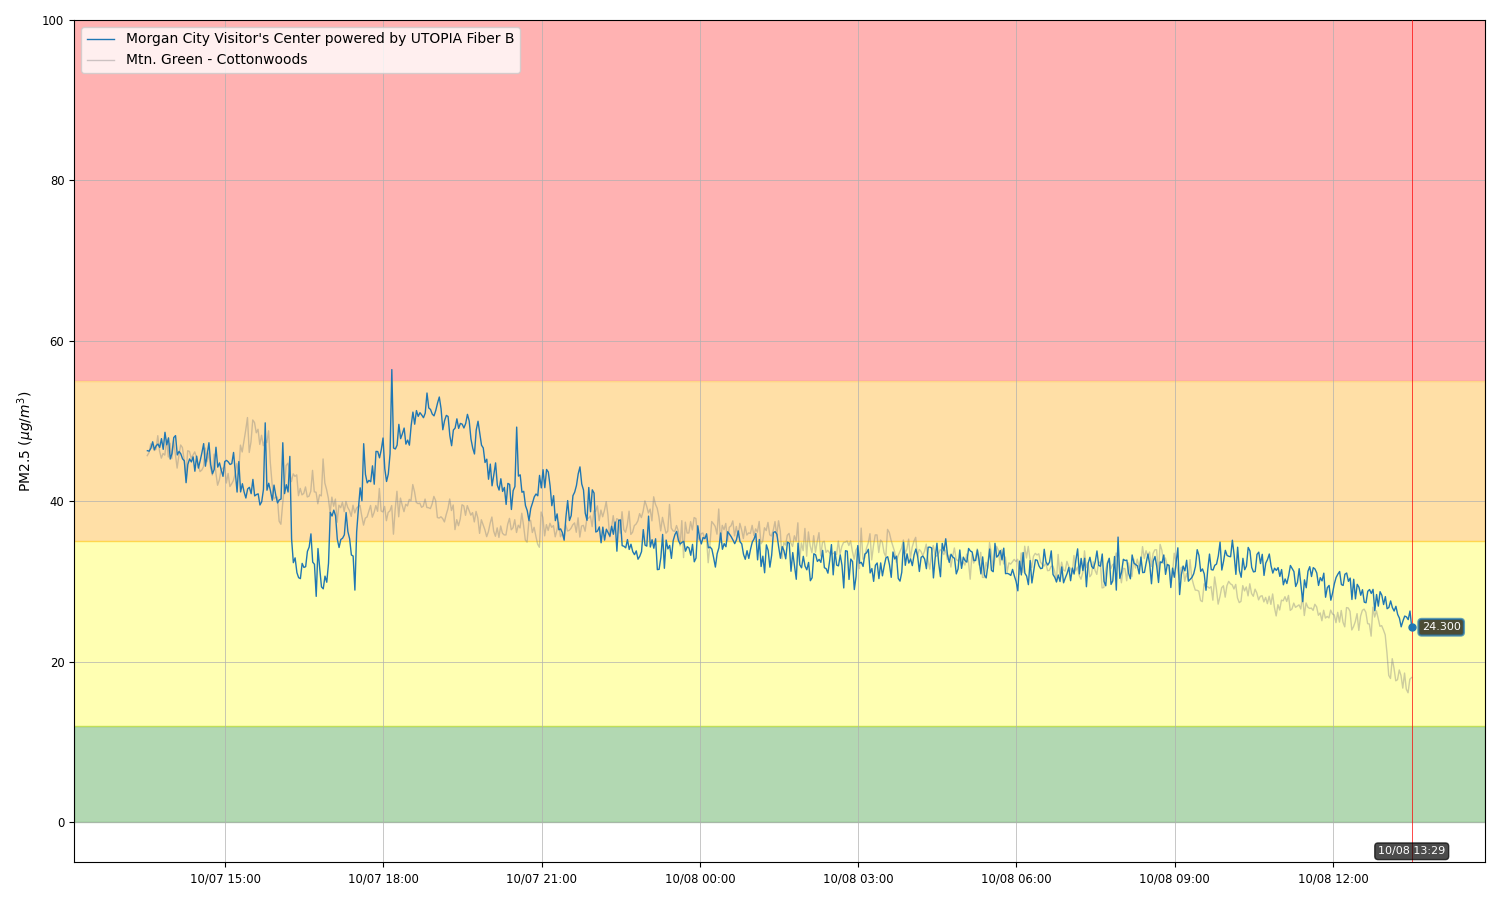 100
Morgan City Visitor's Center powered by UTOPIA Fiber B
Mtn. Green - Cottonwoods
80
60
PM2.5 (μg/m³)
40
24.300
20
0
10/08 13:29
10/07 15:00 10/07 18:00 10/07 21:00 10/08 00:00 10/08 03:00 10/08 06:00 10/08 09:00 10/08 12:00